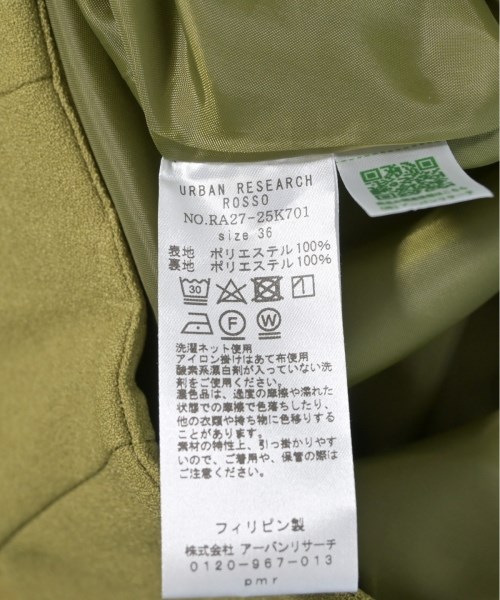 URBAN RESEARCH
ROSSO
NO.RA27-25K701
size 36
表地 ポリエステル100%
裏地 ポリエステル100%
30
F W
洗濯ネット使用
アイロン掛けはあて布使用
酸素系漂白剤が入っていない洗
剤をご使用ください。
濃色品は、過度の摩擦や濡れた
状態での摩擦で色落ちしたり、
他の衣類や持ち物に色移りする
ことがあります。
素材の特性上、引っ掛かりやす
いので、ご着用や、保管の際は
ご注意ください。
フィリピン製
株式会社 アーバンリサーチ
0120-967-013
pmr